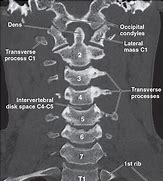 Dens
Occipital
condyles
Transverse
process C1
Lateral
mass C1
2
3
Intervertebral
disk space C4-C5
4
Transverse
processes
5
6
7
1st rib
T1